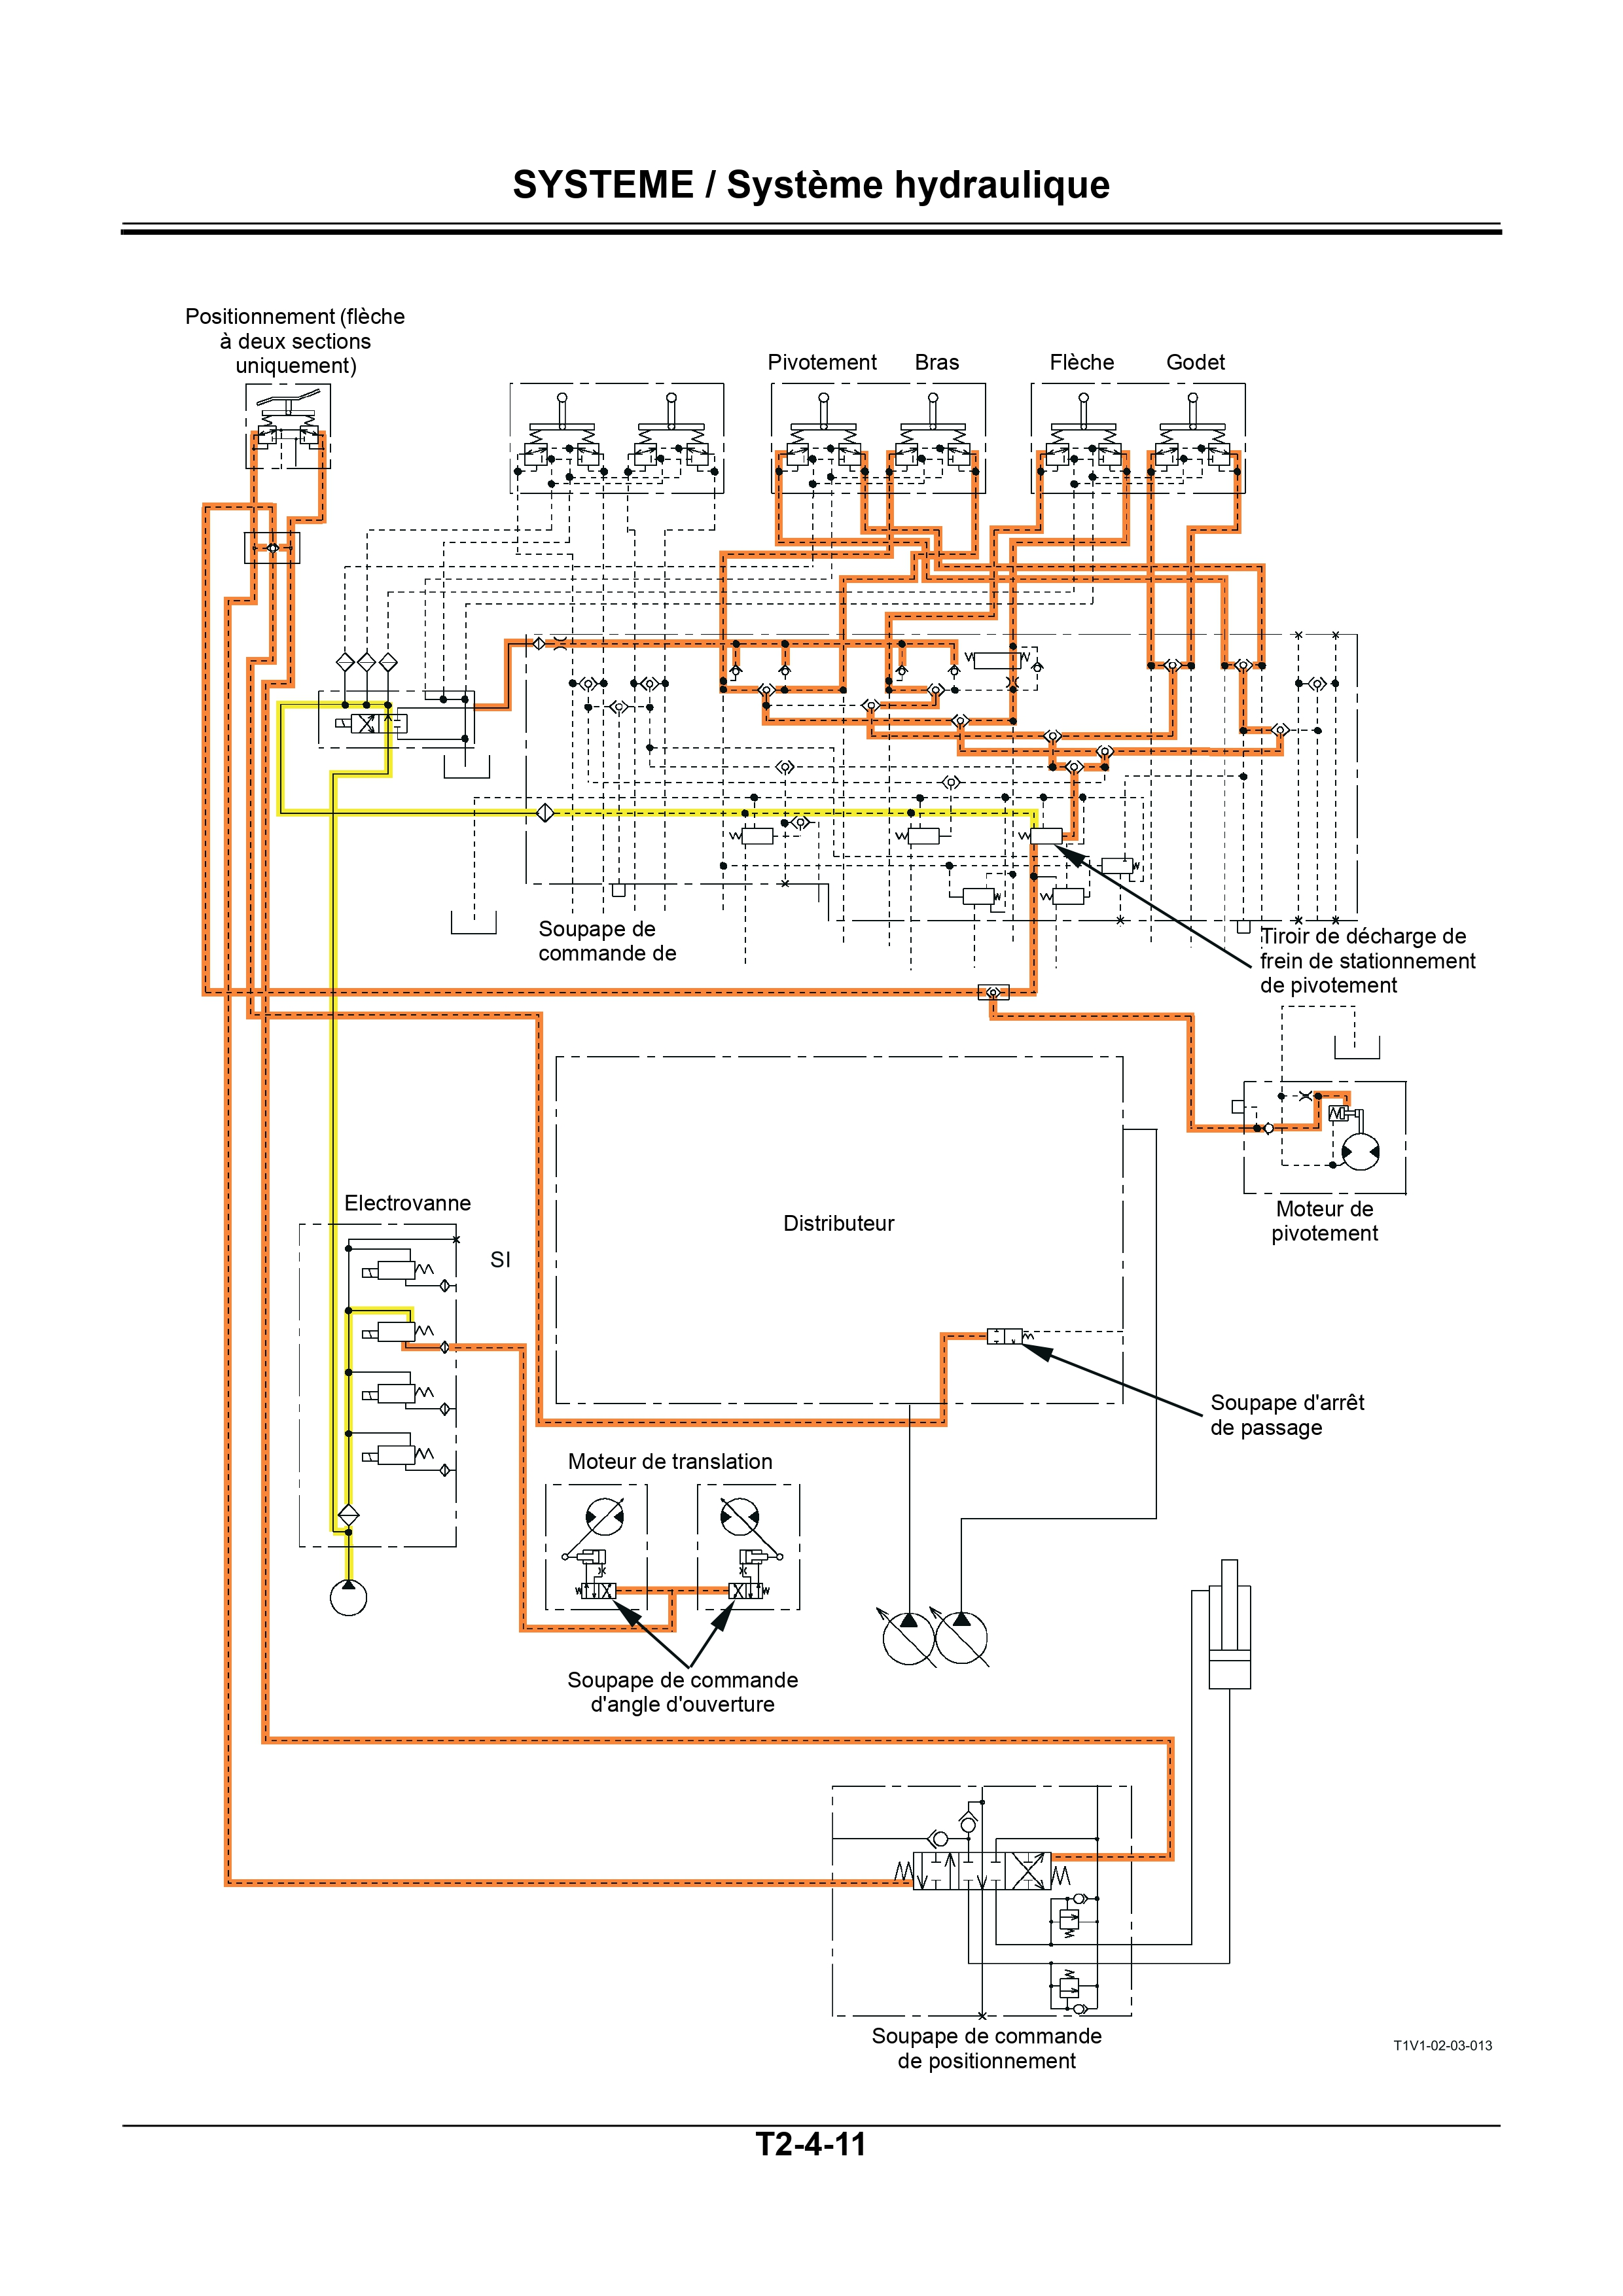 SYSTEME / Système hydraulique
Positionnement (flèche
à deux sections
uniquement)
Pivotement
Bras
Flèche
Godet
Soupape de
commande de
Tiroir de décharge de
frein de stationnement
de pivotement
Moteur de
pivotement
Electrovanne
SI
Distributeur
Soupape d'arrêt
de passage
Moteur de translation
Soupape de commande
d'angle d'ouverture
Soupape de commande
de positionnement
T1V1-02-03-013
T2-4-11